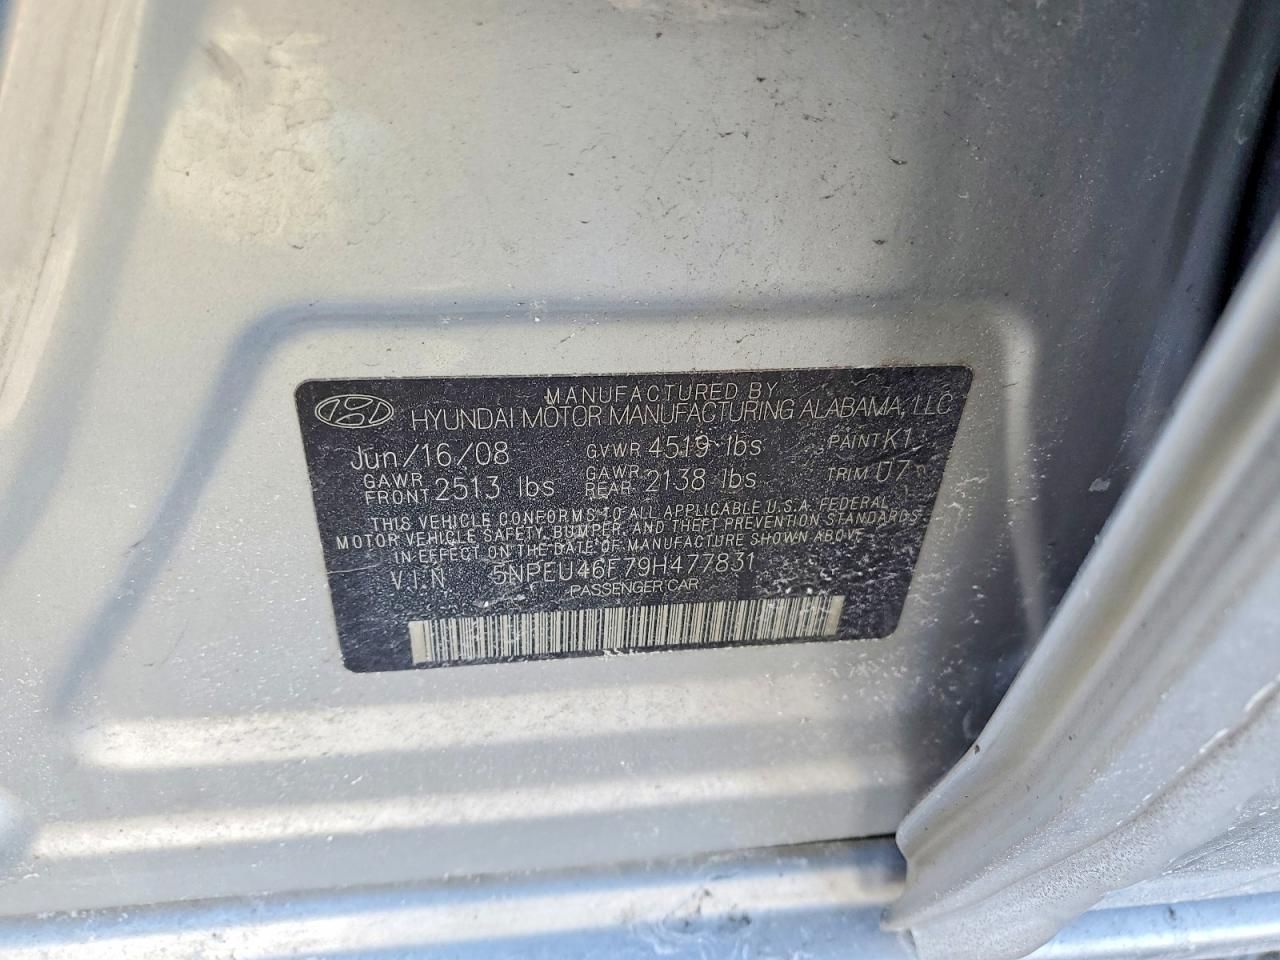 MANUFACTURED BY
HYUNDAI MOTOR MANUFACTURING ALABAMA, LLC
Jun/16/08 GVWR 4519 lbs PAINT K1
GAWR FRONT 2513 lbs GAWR REAR 2138 lbs TRIM U7
THIS VEHICLE CONFORMS TO ALL APPLICABLE U.S.A. FEDERAL
MOTOR VEHICLE SAFETY, BUMPER, AND THEFT PREVENTION STANDARDS
IN EFFECT ON THE DATE OF MANUFACTURE SHOWN ABOVE
V.I.N 5NPEU46F79H477831
PASSENGER CAR